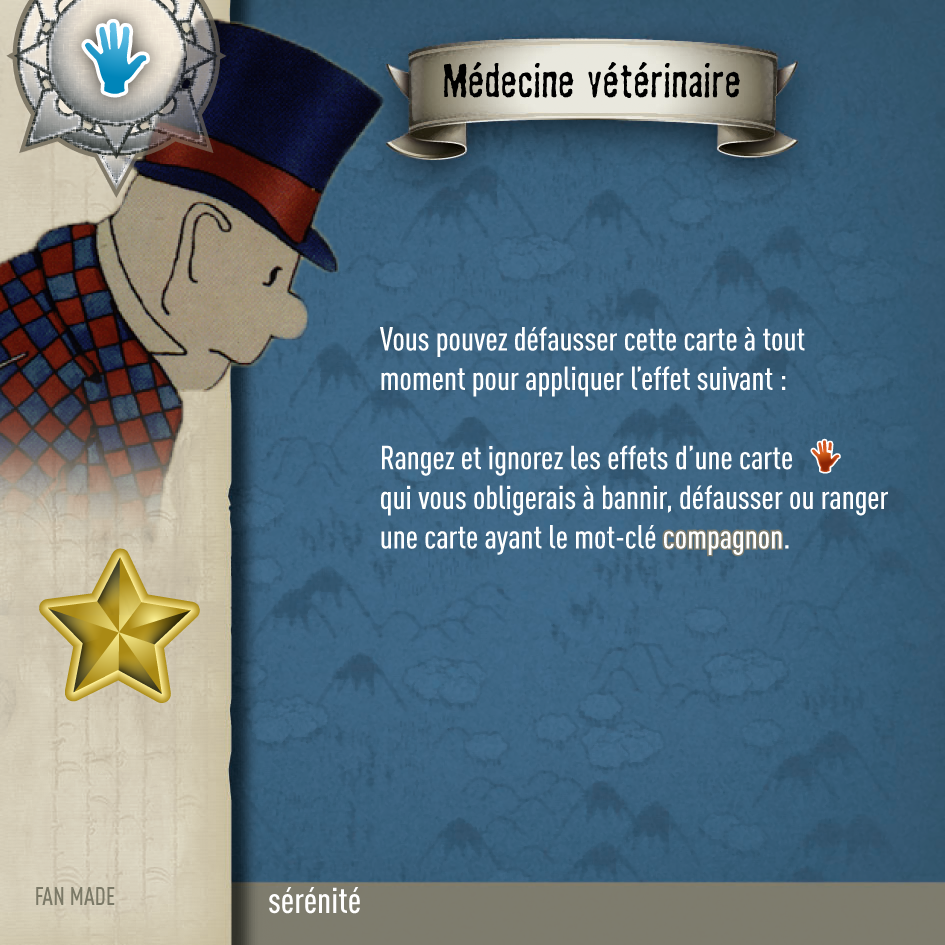 Médecine vétérinaire
Vous pouvez défausser cette carte à tout
moment pour appliquer l'effet suivant :
Rangez et ignorez les effets d'une carte
qui vous obligerais à bannir, défausser ou ranger
une carte ayant le mot-clé compagnon.
FAN MADE
sérénité